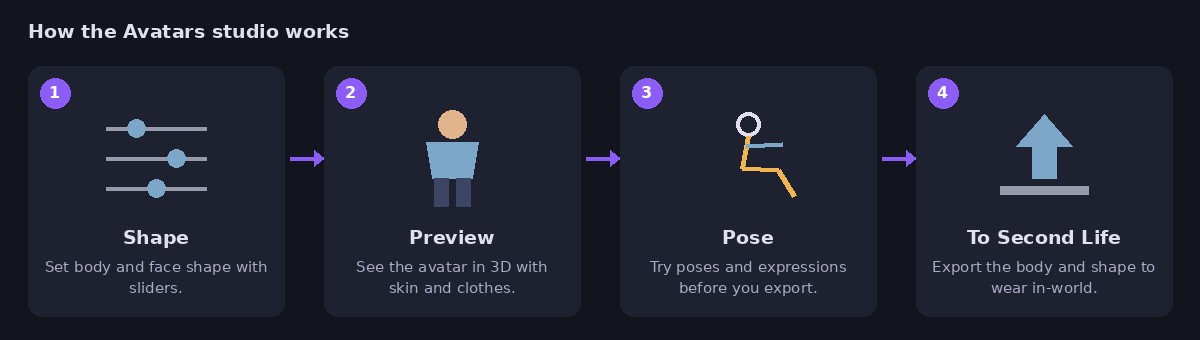 How the Avatars studio works
1
2
3
4
Shape
Set body and face shape with
sliders.
Preview
See the avatar in 3D with
skin and clothes.
Pose
Try poses and expressions
before you export.
To Second Life
Export the body and shape to
wear in-world.